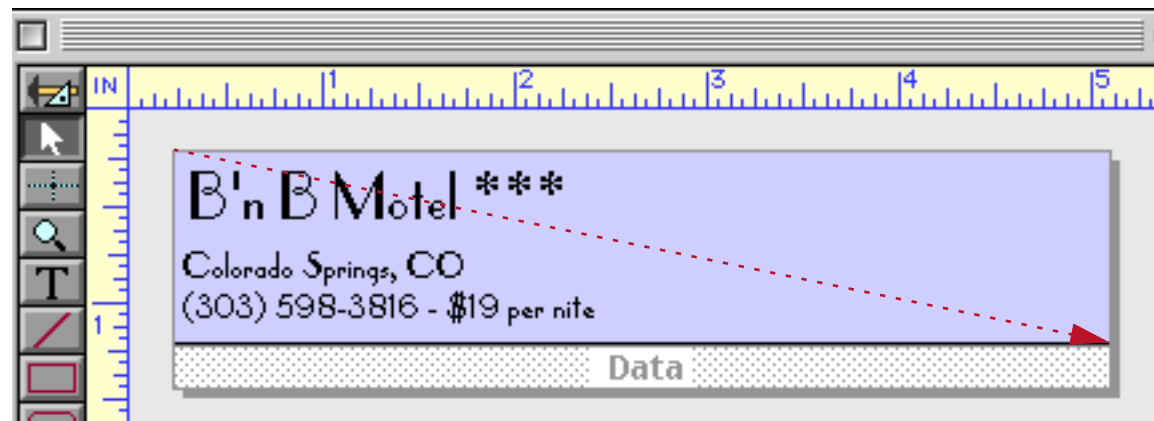 IN 1 2 3 4 5
B'n B Motel ***
Colorado Springs, CO
(303) 598-3816 - $19 per nite
T
1
Data